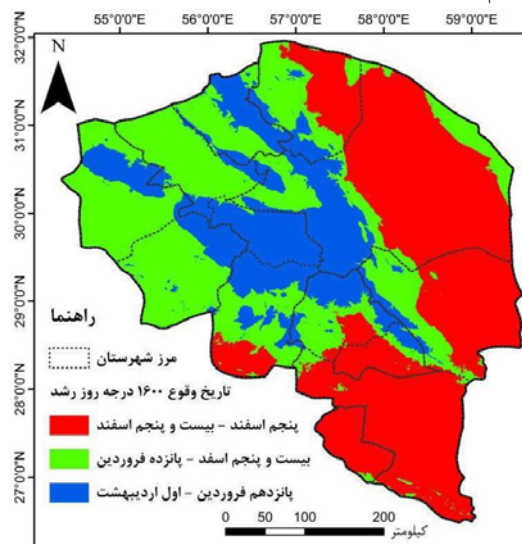 55°0'0"E 56°0'0"E 57°0'0"E 58°0'0"E 59°0'0"E
32°0'0"N
31°0'0"N
30°0'0"N
29°0'0"N
28°0'0"N
27°0'0"N
N
راهنما
مرز شهرستان
تاریخ وقوع ۱۶۰۰ درجه روز رشد
پنجم اسفند - بیست و پنجم اسفند
بیست و پنجم اسفد - پانزده فروردین
پانزدهم فروردین - اول اردیبهشت
0 50 100 200
کیلومتر